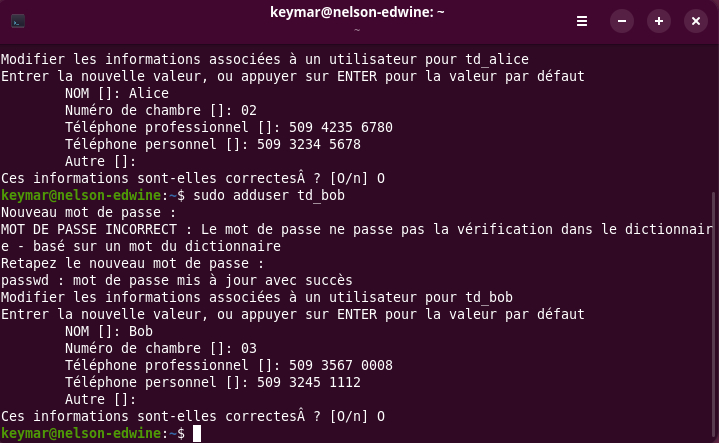 keymar@nelson-edwine: ~
~
Modifier les informations associées à un utilisateur pour td_alice
Entrer la nouvelle valeur, ou appuyer sur ENTER pour la valeur par défaut
NOM []: Alice
Numéro de chambre []: 02
Téléphone professionnel []: 509 4235 6780
Téléphone personnel []: 509 3234 5678
Autre []:
Ces informations sont-elles correctesÂ ? [O/n] O
keymar@nelson-edwine:~$ sudo adduser td_bob
Nouveau mot de passe :
MOT DE PASSE INCORRECT : Le mot de passe ne passe pas la vérification dans le dictionnair
e - basé sur un mot du dictionnaire
Retapez le nouveau mot de passe :
passwd : mot de passe mis à jour avec succès
Modifier les informations associées à un utilisateur pour td_bob
Entrer la nouvelle valeur, ou appuyer sur ENTER pour la valeur par défaut
NOM []: Bob
Numéro de chambre []: 03
Téléphone professionnel []: 509 3567 0008
Téléphone personnel []: 509 3245 1112
Autre []:
Ces informations sont-elles correctesÂ ? [O/n] O
keymar@nelson-edwine:~$